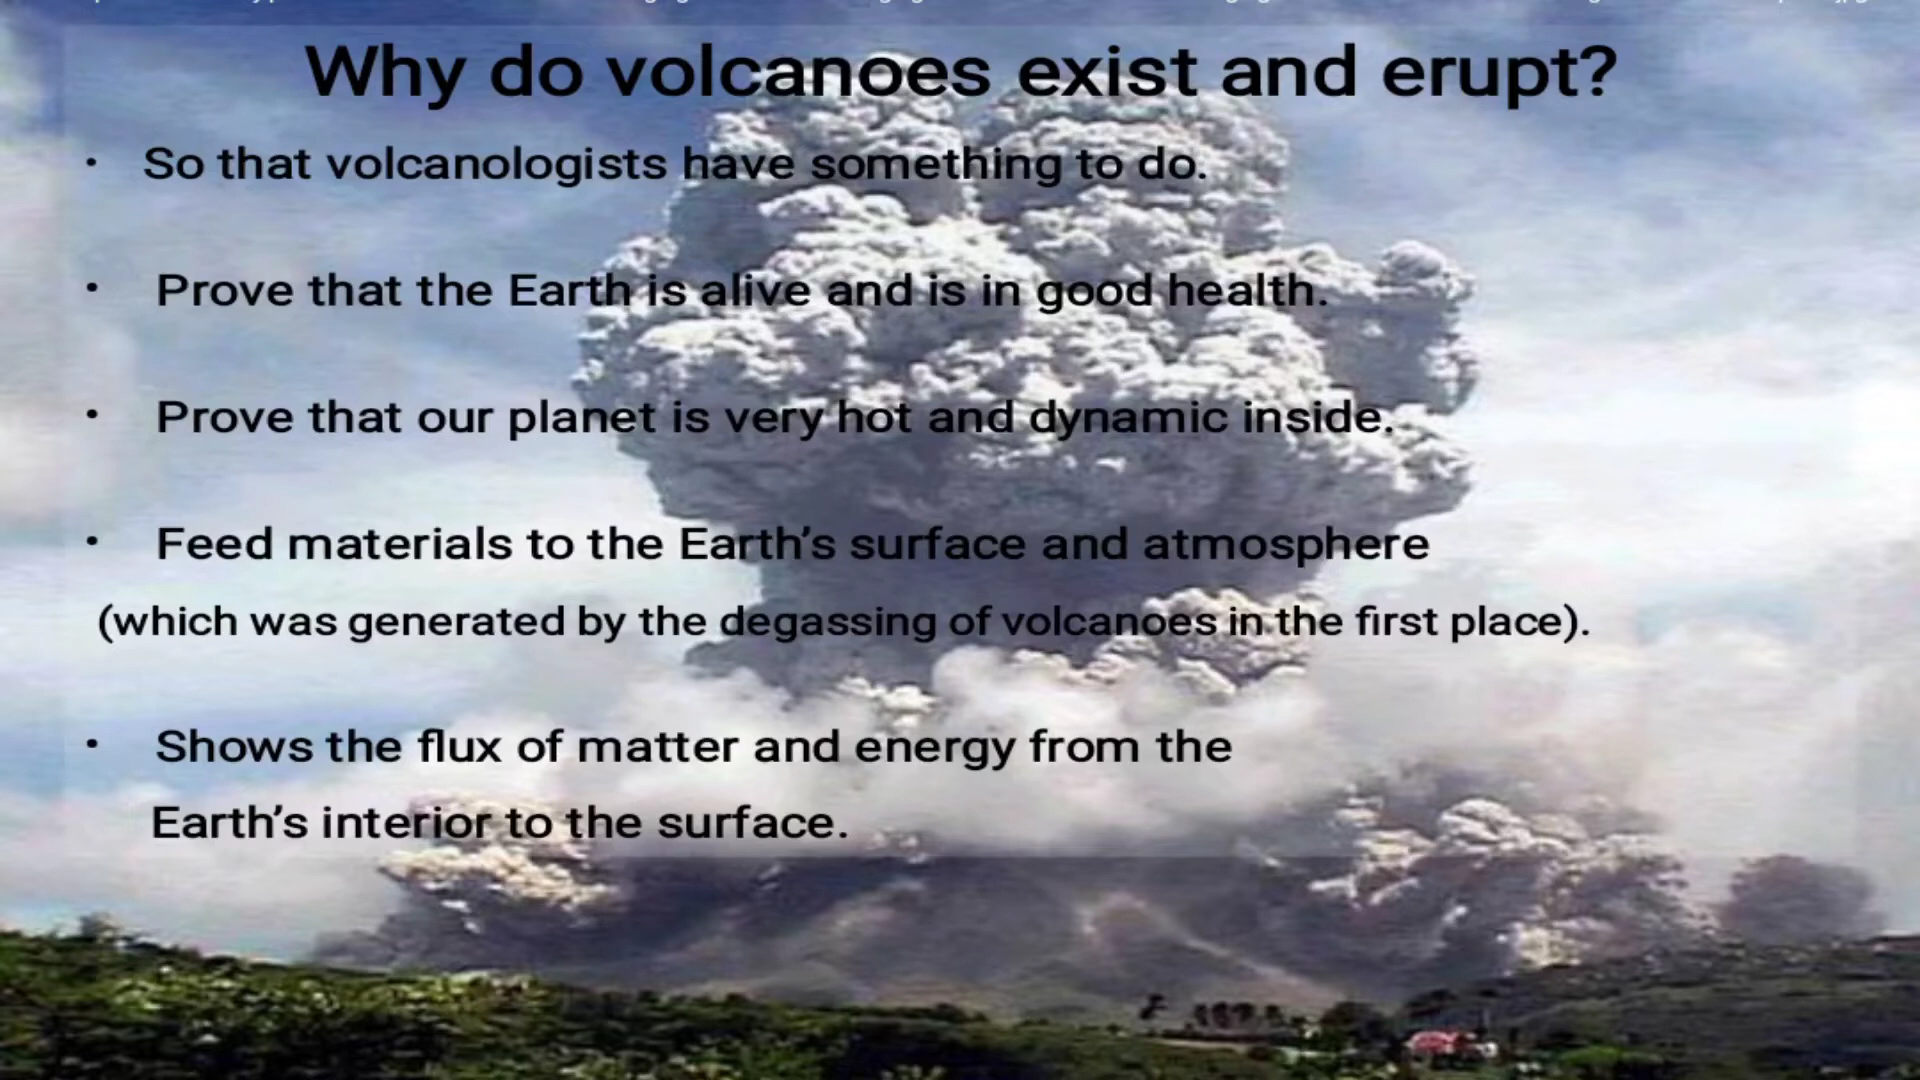 Why do volcanoes exist and erupt?
· So that volcanologists have something to do.
· Prove that the Earth is alive and is in good health.
· Prove that our planet is very hot and dynamic inside.
· Feed materials to the Earth’s surface and atmosphere
(which was generated by the degassing of volcanoes in the first place).
· Shows the flux of matter and energy from the
Earth’s interior to the surface.